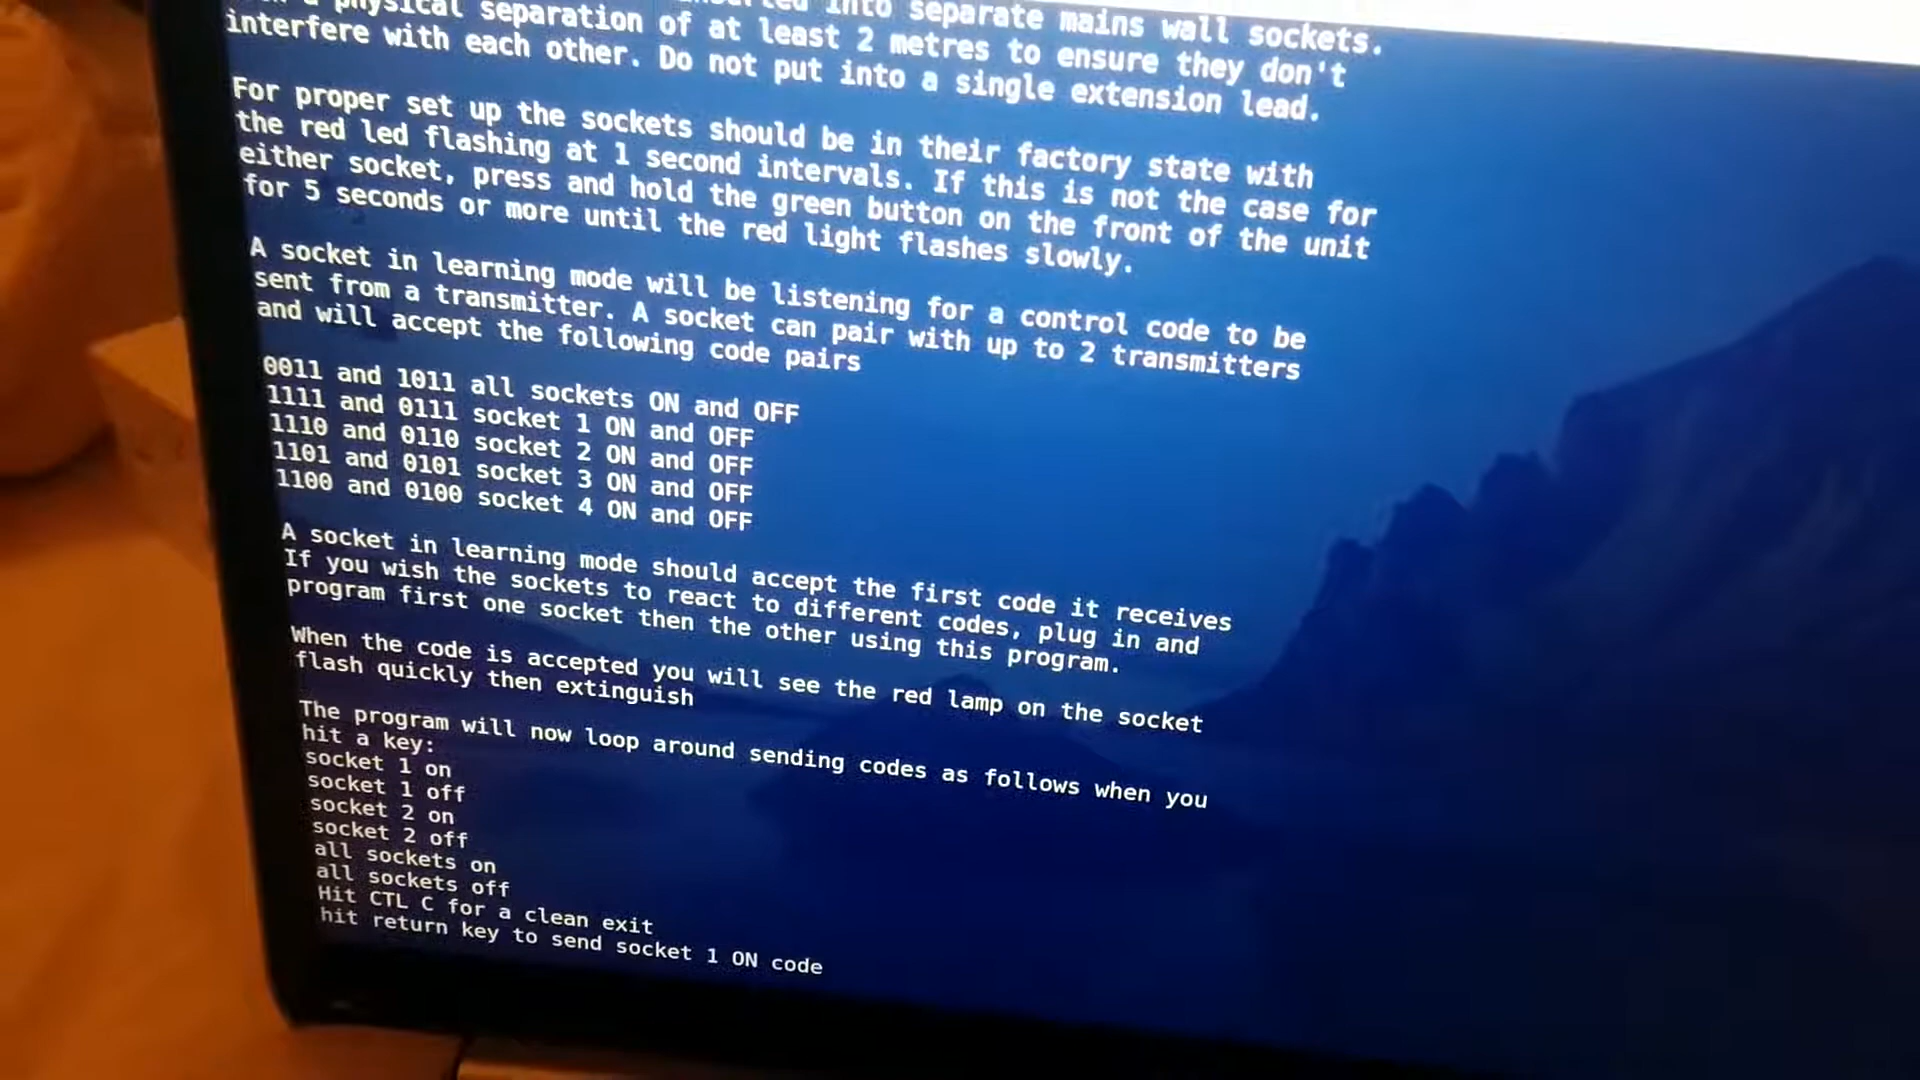 into separate mains wall sockets.
physical separation of at least 2 metres to ensure they don't
interfere with each other. Do not put into a single extension lead.
For proper set up the sockets should be in their factory state with
the red led flashing at 1 second intervals. If this is not the case for
either socket, press and hold the green button on the front of the unit
for 5 seconds or more until the red light flashes slowly.
A socket in learning mode will be listening for a control code to be
sent from a transmitter. A socket can pair with up to 2 transmitters
and will accept the following code pairs
0011 and 1011 all sockets ON and OFF
1111 and 0111 socket 1 ON and OFF
1110 and 0110 socket 2 ON and OFF
1101 and 0101 socket 3 ON and OFF
1100 and 0100 socket 4 ON and OFF
A socket in learning mode should accept the first code it receives
If you wish the sockets to react to different codes, plug in and
program first one socket then the other using this program.
When the code is accepted you will see the red lamp on the socket
flash quickly then extinguish
The program will now loop around sending codes as follows when you
hit a key:
socket 1 on
socket 1 off
socket 2 on
socket 2 off
all sockets on
all sockets off
Hit CTL C for a clean exit
hit return key to send socket 1 ON code